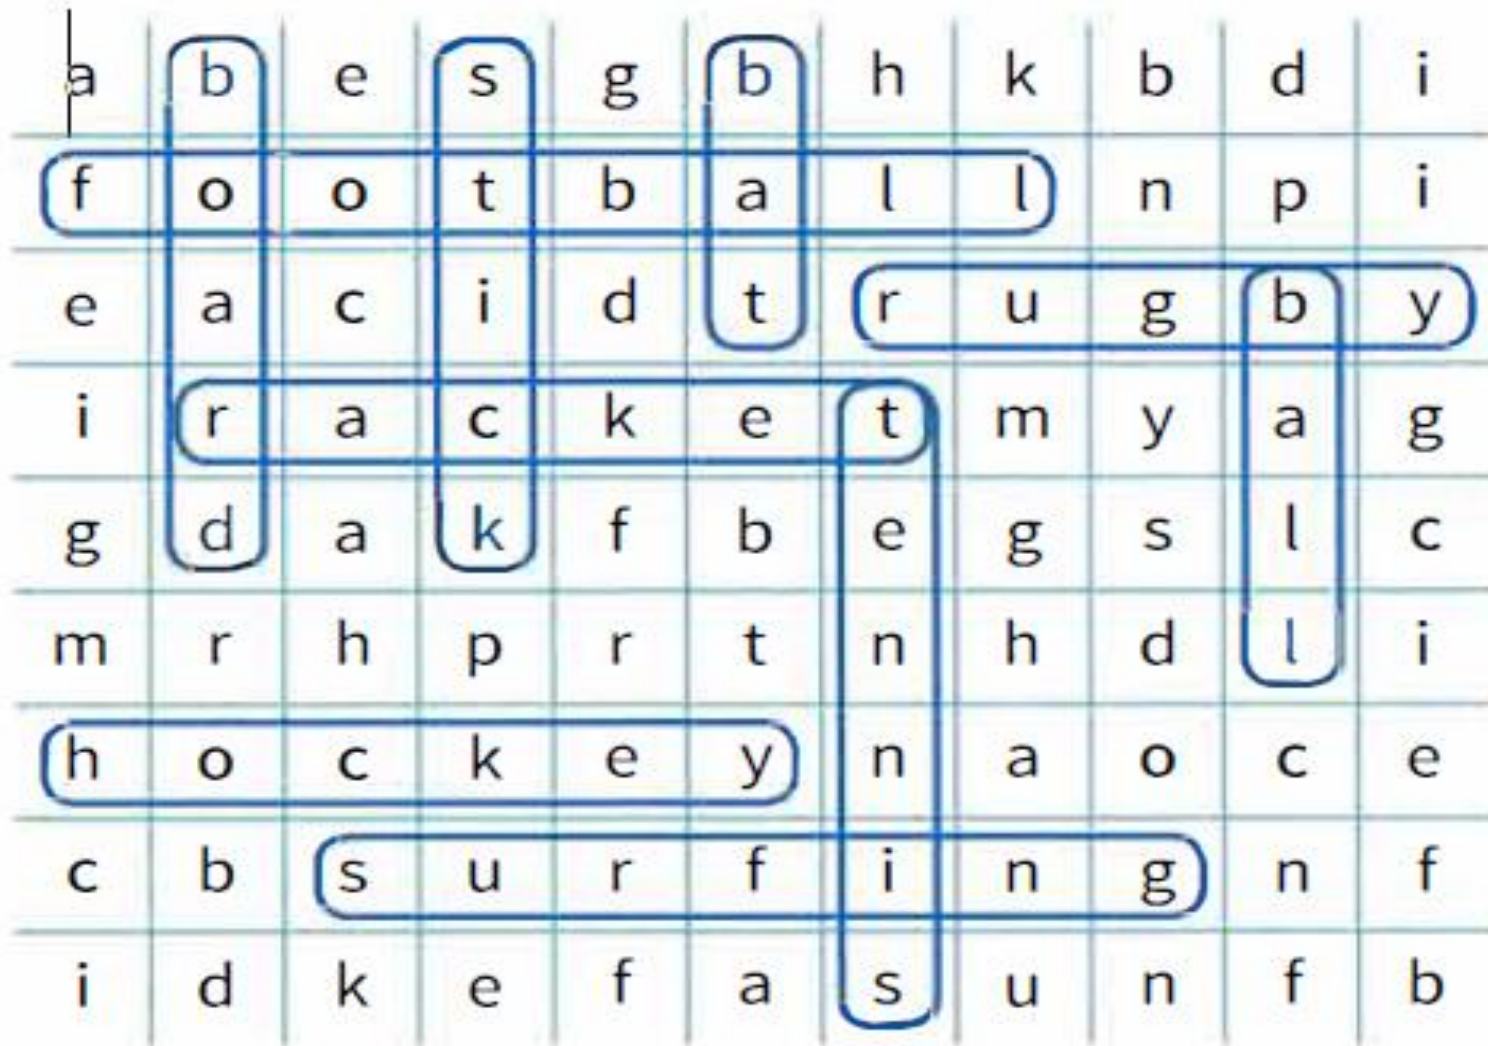 a b e s g b h k b d i
f o o t b a l l n p i
e a c i d t r u g b y
i r a c k e t m y a g
g d a k f b e g s l c
m r h p r t n h d l i
h o c k e y n a o c e
c b s u r f i n g n f
i d k e f a s u n f b